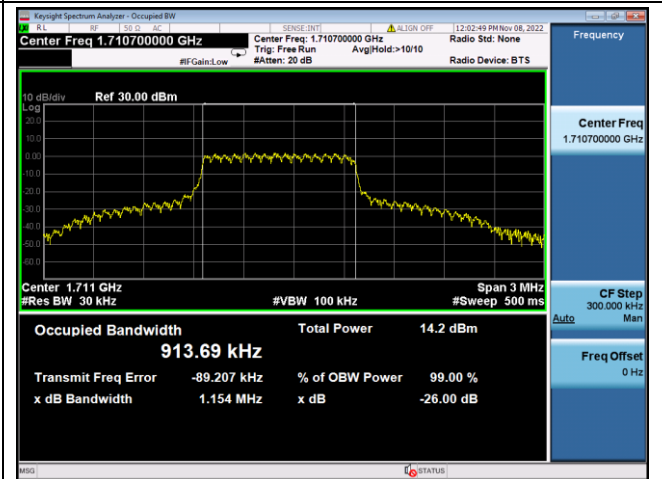 Keysight Spectrum Analyzer - Occupied BW
RL RF 50 Ω AC SENSE:INT ALIGN OFF 12:02:49 PM Nov 08, 2022
Center Freq 1.710700000 GHz Center Freq: 1.710700000 GHz Radio Std: None Frequency
Trig: Free Run Avg|Hold:>10/10
#IFGain:Low #Atten: 20 dB Radio Device: BTS
10 dB/div Ref 30.00 dBm
Log
20.0
10.0
0.00
-10.0
-20.0
-30.0
-40.0
-50.0
-60.0
Center Freq
1.710700000 GHz
Center 1.711 GHz Span 3 MHz
#Res BW 30 kHz #VBW 100 kHz #Sweep 500 ms
CF Step
300.000 kHz
Auto Man
Occupied Bandwidth Total Power 14.2 dBm
913.69 kHz
Transmit Freq Error -89.207 kHz % of OBW Power 99.00 %
x dB Bandwidth 1.154 MHz x dB -26.00 dB
Freq Offset
0 Hz
MSG STATUS